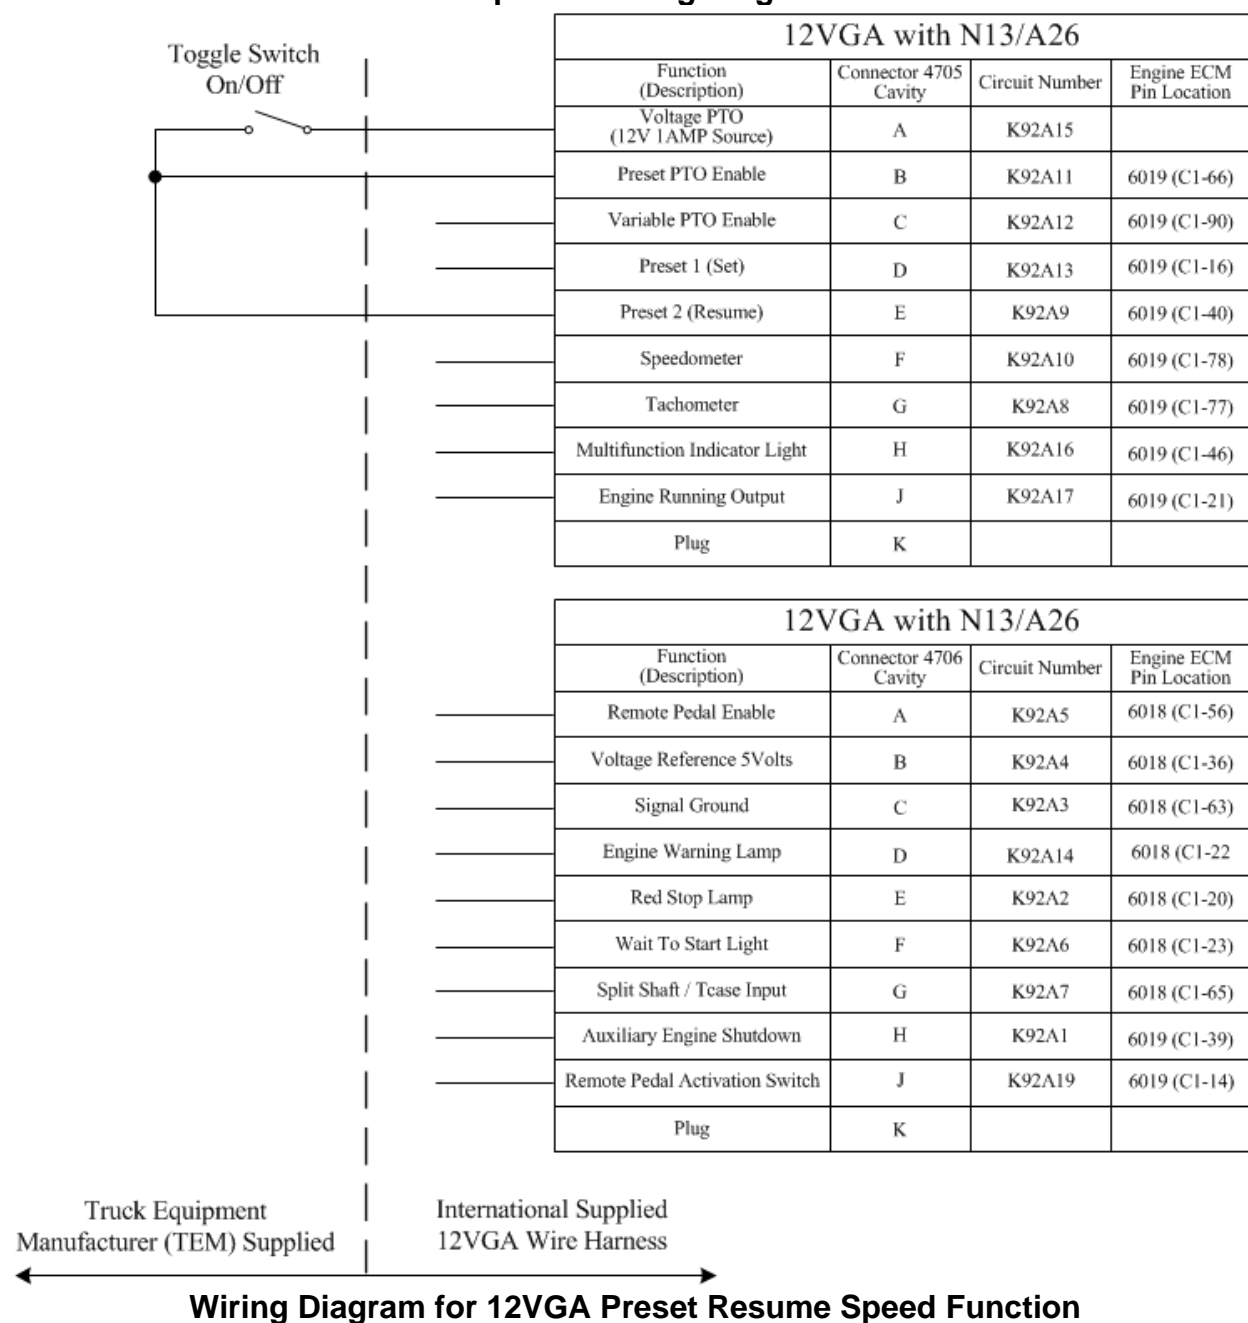 Toggle Switch
On/Off
12VGA with N13/A26
Function
(Description)
Connector 4705
Cavity
Circuit Number
Engine ECM
Pin Location
Voltage PTO
(12V 1AMP Source)
A
K92A15
Preset PTO Enable
B
K92A11
6019 (C1-66)
Variable PTO Enable
C
K92A12
6019 (C1-90)
Preset 1 (Set)
D
K92A13
6019 (C1-16)
Preset 2 (Resume)
E
K92A9
6019 (C1-40)
Speedometer
F
K92A10
6019 (C1-78)
Tachometer
G
K92A8
6019 (C1-77)
Multifunction Indicator Light
H
K92A16
6019 (C1-46)
Engine Running Output
J
K92A17
6019 (C1-21)
Plug
K
12VGA with N13/A26
Function
(Description)
Connector 4706
Cavity
Circuit Number
Engine ECM
Pin Location
Remote Pedal Enable
A
K92A5
6018 (C1-56)
Voltage Reference 5Volts
B
K92A4
6018 (C1-36)
Signal Ground
C
K92A3
6018 (C1-63)
Engine Warning Lamp
D
K92A14
6018 (C1-22
Red Stop Lamp
E
K92A2
6018 (C1-20)
Wait To Start Light
F
K92A6
6018 (C1-23)
Split Shaft / Tcase Input
G
K92A7
6018 (C1-65)
Auxiliary Engine Shutdown
H
K92A1
6019 (C1-39)
Remote Pedal Activation Switch
J
K92A19
6019 (C1-14)
Plug
K
Truck Equipment
Manufacturer (TEM) Supplied
International Supplied
12VGA Wire Harness
Wiring Diagram for 12VGA Preset Resume Speed Function